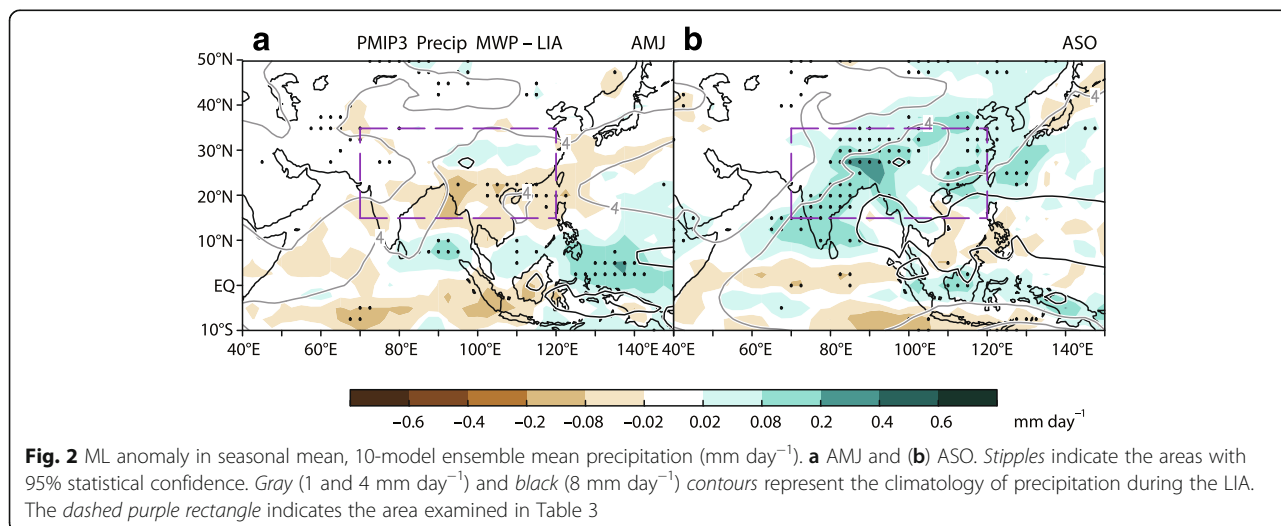 a PMIP3 Precip MWP – LIA AMJ b ASO
50°N
40°N
30°N
20°N
10°N
EQ
10°S
4
4
4
4
4
4
40°E 60°E 80°E 100°E 120°E 140°E 40°E 60°E 80°E 100°E 120°E 140°E
−0.6 −0.4 −0.2 −0.08 −0.02 0.02 0.08 0.2 0.4 0.6 mm day⁻¹
Fig. 2 ML anomaly in seasonal mean, 10-model ensemble mean precipitation (mm day⁻¹). a AMJ and (b) ASO. Stipples indicate the areas with
95% statistical confidence. Gray (1 and 4 mm day⁻¹) and black (8 mm day⁻¹) contours represent the climatology of precipitation during the LIA.
The dashed purple rectangle indicates the area examined in Table 3